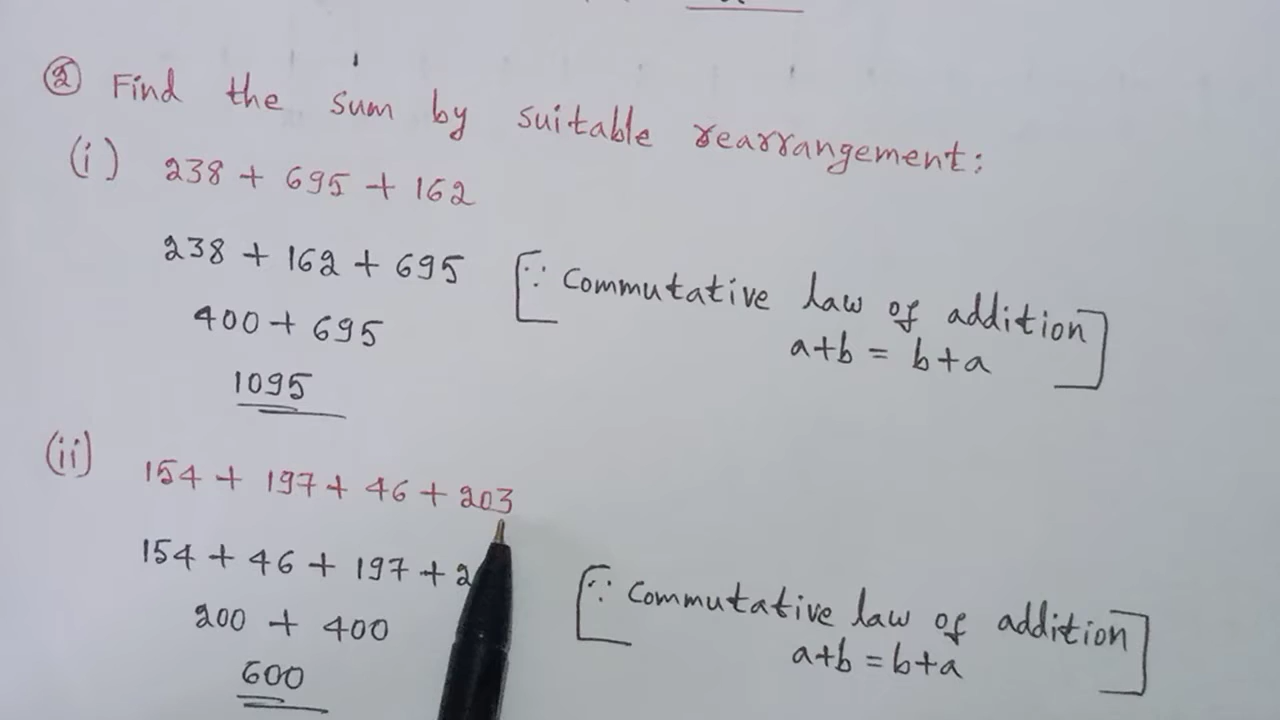 ② Find the sum by suitable rearrangement:
(i) 238 + 695 + 162
238 + 162 + 695 [∵ Commutative law of addition
a+b = b+a]
400 + 695
1095
(ii) 154 + 197 + 46 + 203
154 + 46 + 197 + 2
[∵ Commutative law of addition
a+b = b+a]
200 + 400
600